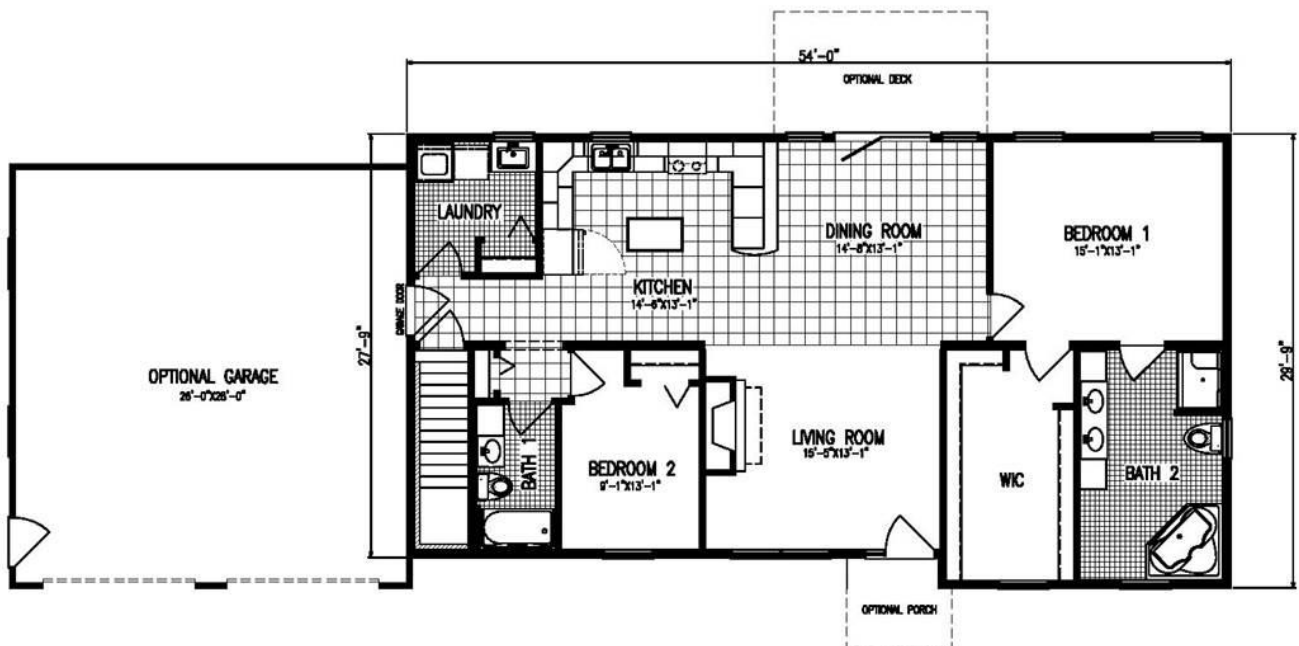 54'-0"
OPTIONAL DECK
LAUNDRY
DINING ROOM
14'-8"X13'-1"
BEDROOM 1
15'-1"X13'-1"
KITCHEN
14'-6"X13'-1"
GARAGE DOOR
27'-9"
29'-9"
OPTIONAL GARAGE
26'-0"X26'-0"
LIVING ROOM
15'-5"X13'-1"
BATH 1
BEDROOM 2
9'-1"X13'-1"
WIC
BATH 2
OPTIONAL PORCH